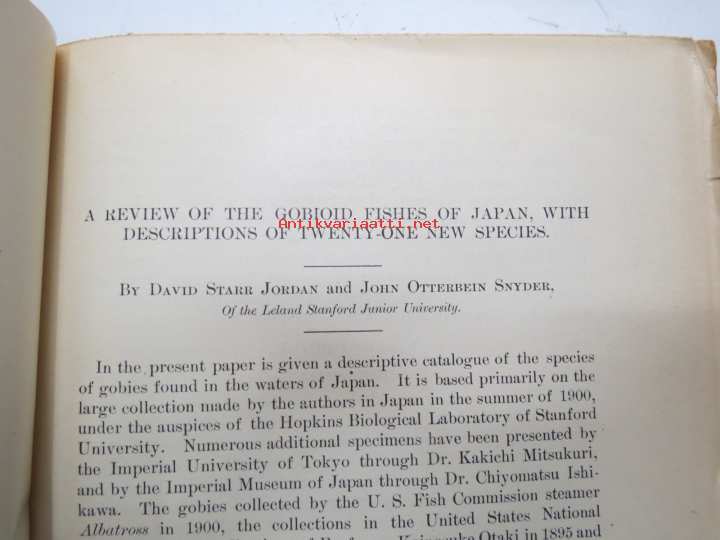 A REVIEW OF THE GOBIOID FISHES OF JAPAN, WITH
Antikvariaatti.net
DESCRIPTIONS OF TWENTY-ONE NEW SPECIES.
By David Starr Jordan and John Otterbein Snyder,
Of the Leland Stanford Junior University.
In the present paper is given a descriptive catalogue of the species
of gobies found in the waters of Japan. It is based primarily on the
large collection made by the authors in Japan in the summer of 1900,
under the auspices of the Hopkins Biological Laboratory of Stanford
University. Numerous additional specimens have been presented by
the Imperial University of Tokyo through Dr. Kakichi Mitsukuri,
and by the Imperial Museum of Japan through Dr. Chiyomatsu Ishi-
kawa. The gobies collected by the U. S. Fish Commission steamer
Albatross in 1900, the collections in the United States National
Otaki in 1895 and